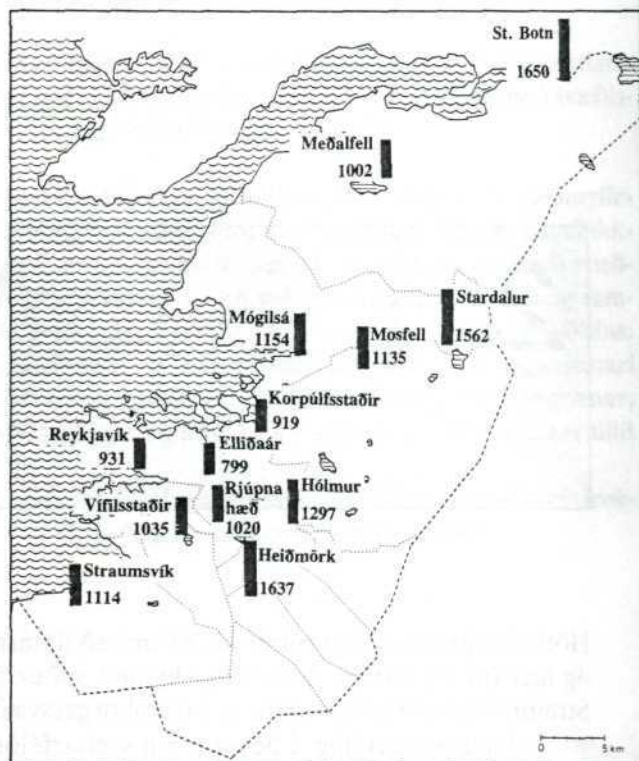 St. Botn
1650
Meðalfell
1002
Stardalur
1562
Mógilsá
1154
Mosfell
1135
Korpúlfsstaðir
919
Reykjavík
931
Elliðaár
799
Vífilsstaðir
1035
Rjúpna
hæð
1020
Hólmur
1297
Heiðmörk
1637
Straumsvík
1114
0 5 km